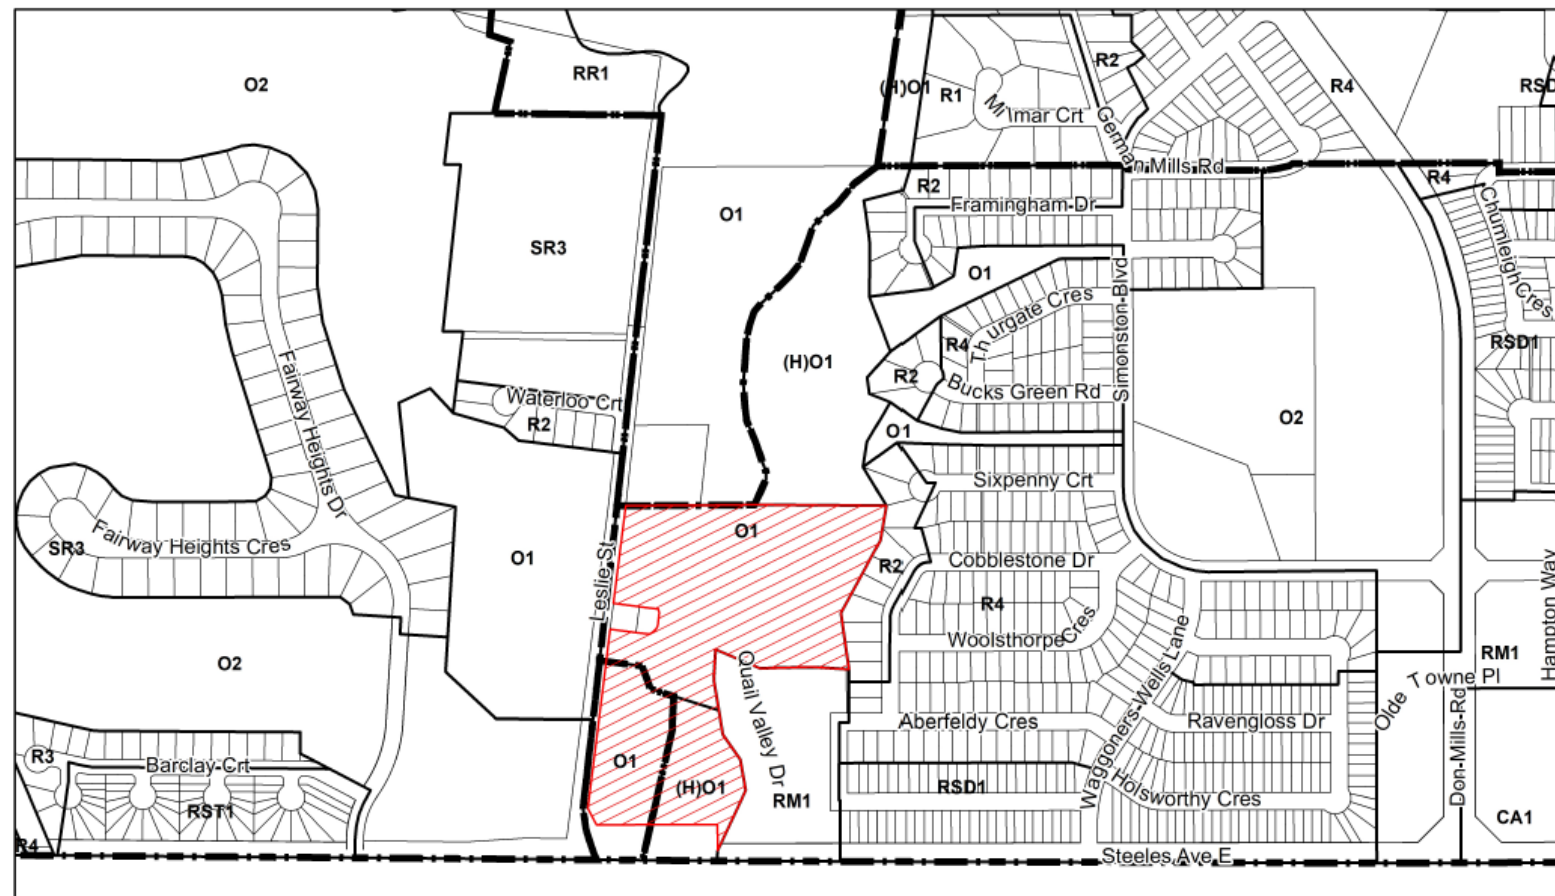 O2
RR1
(H)O1
R1
R2
R4
RSD
Milmar Crt
German Mills Rd
SR3
O1
R2
Framingham Dr
R4
Chumleigh Cres
O1
Simonston Blvd
Thurgate Cres
(H)O1
R4
R2
Bucks Green Rd
RSD1
Fairway Heights Dr
Waterloo Crt
R2
O2
O1
Sixpenny Crt
Fairway Heights Cres
SR3
O1
Leslie St
O1
R2
Cobblestone Dr
R4
Woolsthorpe Cres
Hampton Way
O2
Quail Valley Dr
Waggoners Wells Lane
RM1
Olde Towne Pl
Aberfeldy Cres
Ravengloss Dr
Don Mills Rd
R3
Barclay Crt
RST1
O1
(H)O1
RM1
RSD1
Holsworthy Cres
CA1
R4
Steeles Ave E